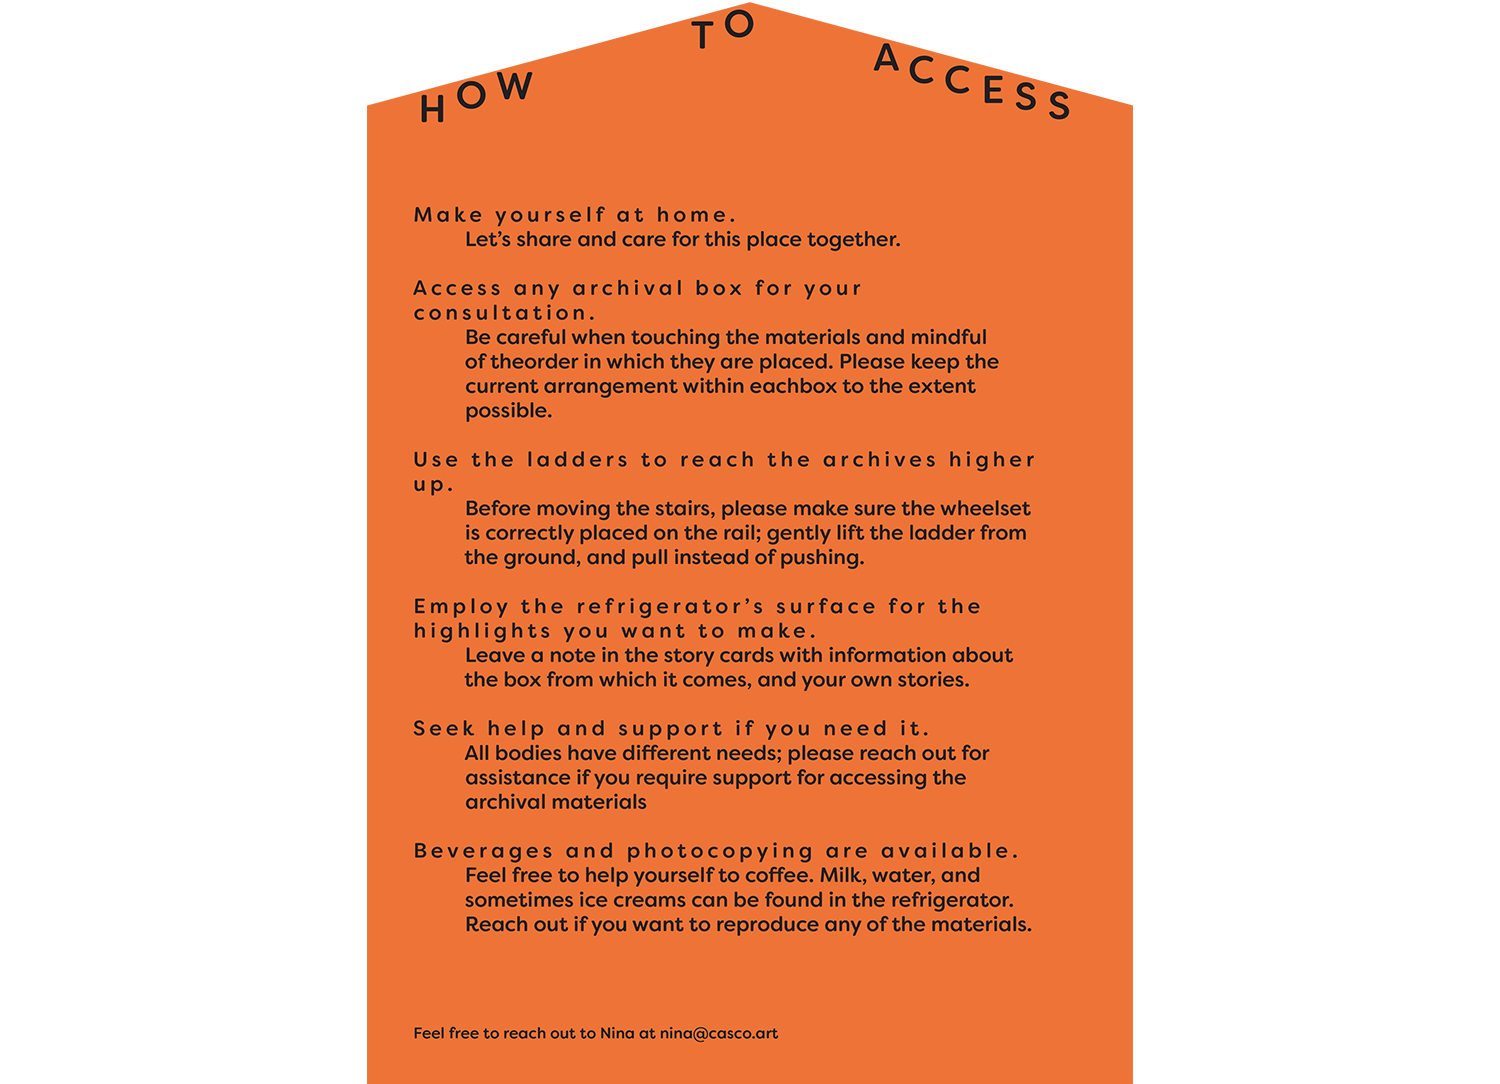 HOW TO ACCESS
Make yourself at home.
Let’s share and care for this place together.
Access any archival box for your
consultation.
Be careful when touching the materials and mindful
of theorder in which they are placed. Please keep the
current arrangement within eachbox to the extent
possible.
Use the ladders to reach the archives higher
up.
Before moving the stairs, please make sure the wheelset
is correctly placed on the rail; gently lift the ladder from
the ground, and pull instead of pushing.
Employ the refrigerator’s surface for the
highlights you want to make.
Leave a note in the story cards with information about
the box from which it comes, and your own stories.
Seek help and support if you need it.
All bodies have different needs; please reach out for
assistance if you require support for accessing the
archival materials
Beverages and photocopying are available.
Feel free to help yourself to coffee. Milk, water, and
sometimes ice creams can be found in the refrigerator.
Reach out if you want to reproduce any of the materials.
Feel free to reach out to Nina at nina@casco.art